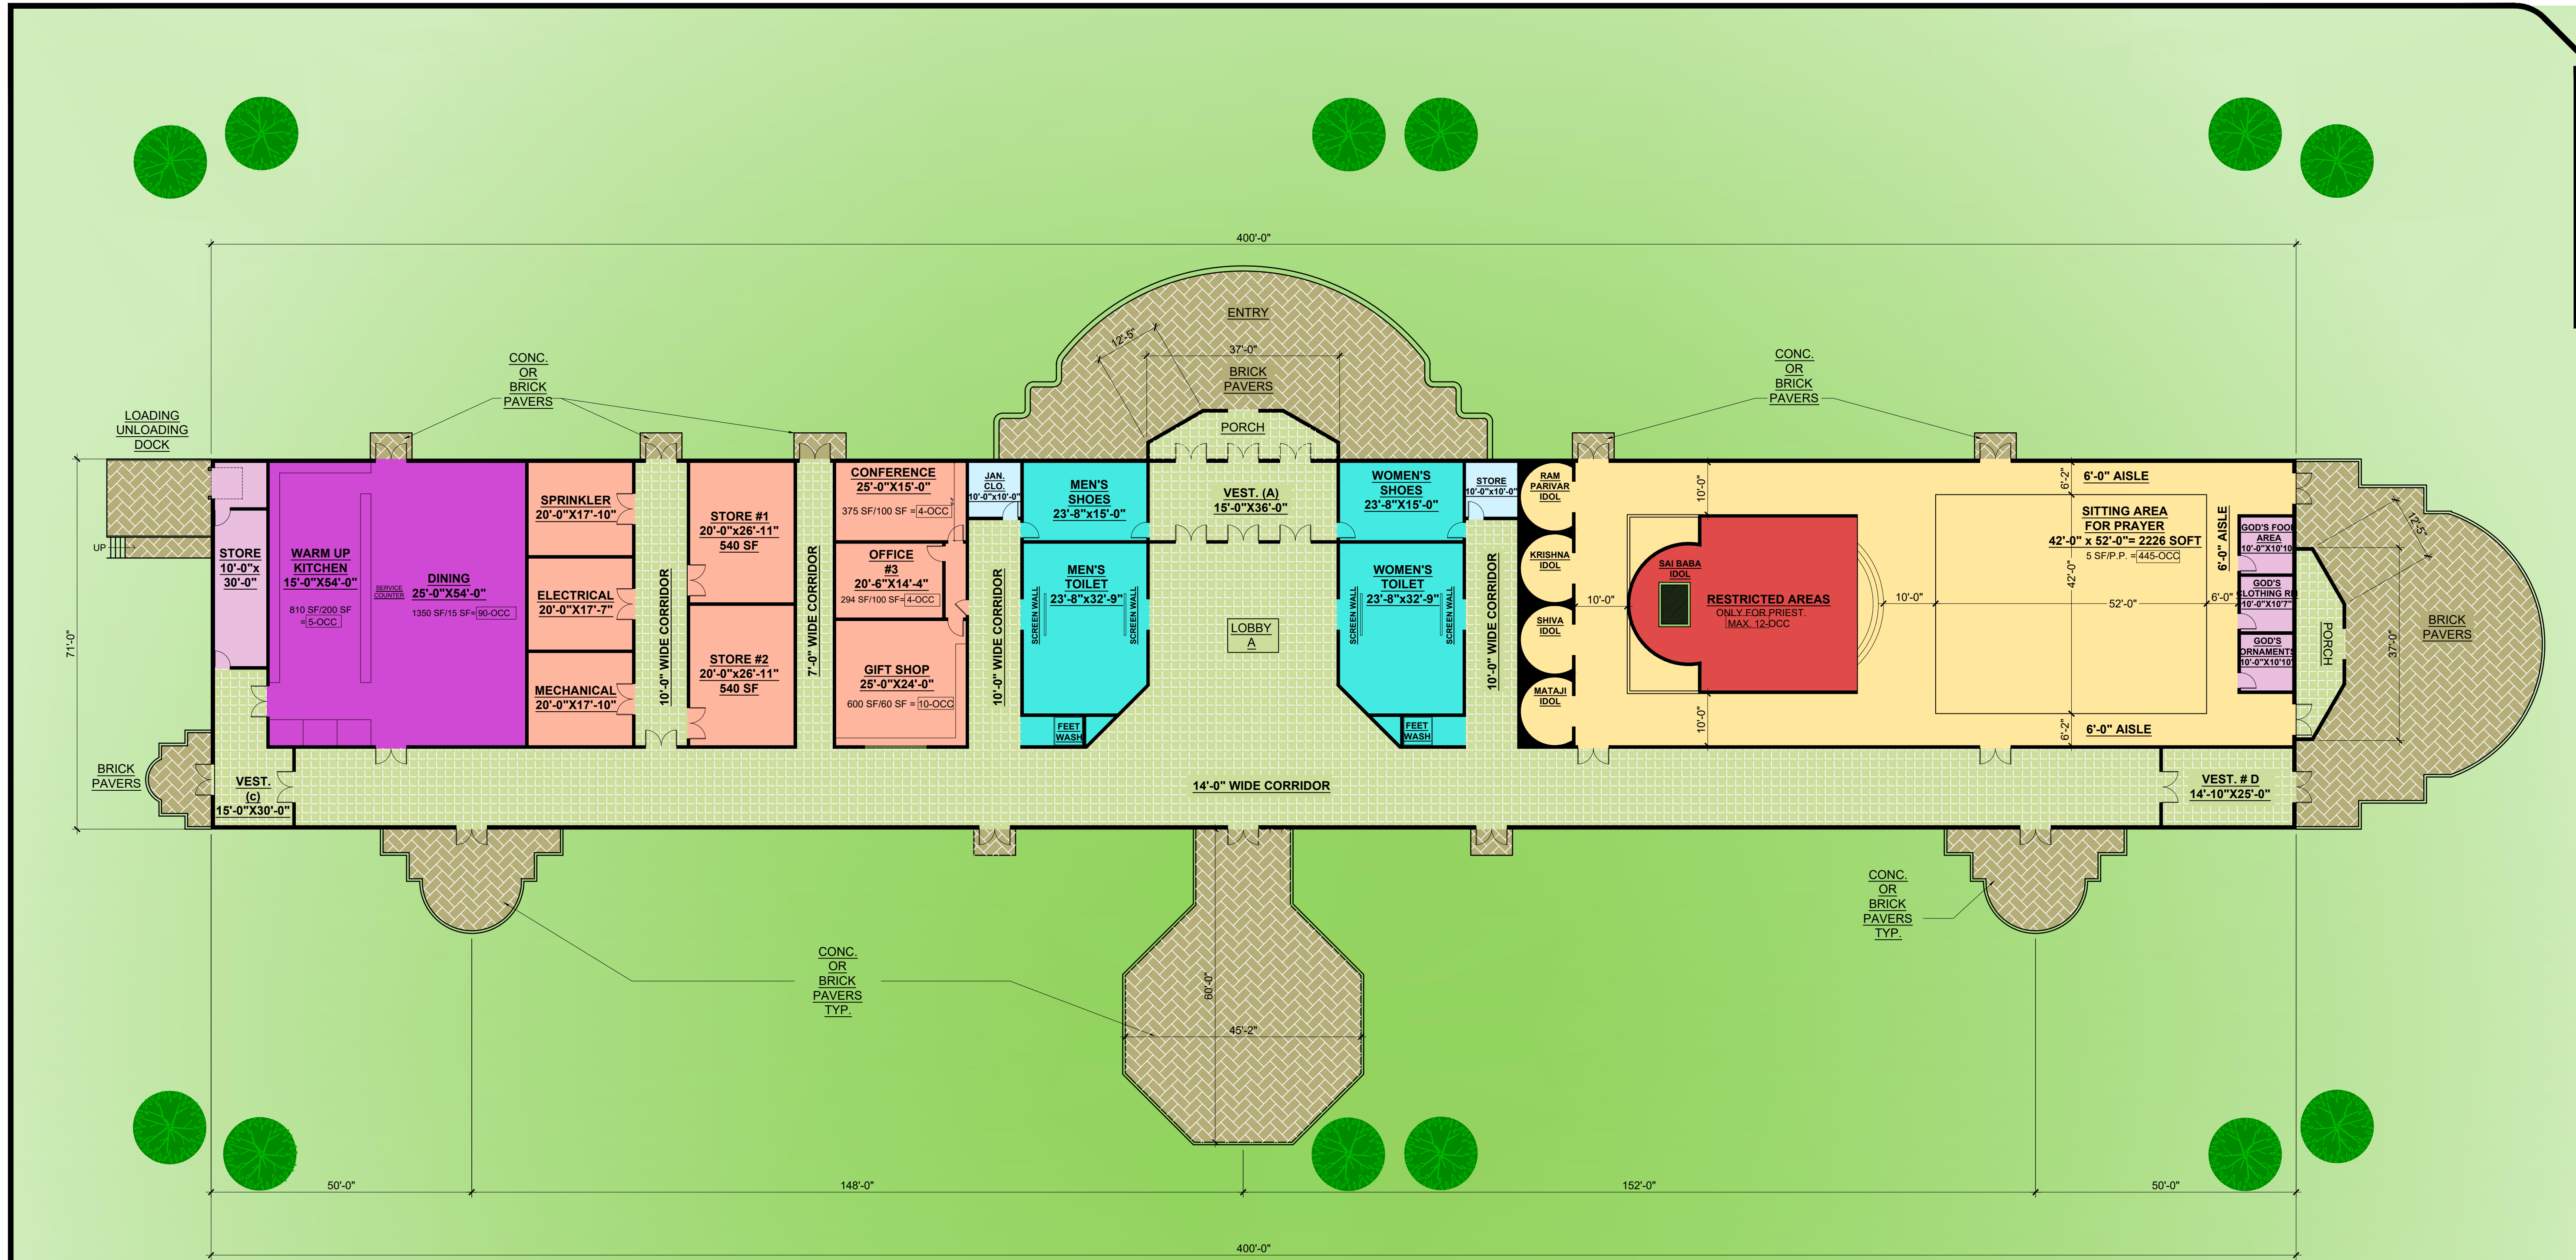 400'-0"
ENTRY
12'-5"
37'-0"
BRICK
PAVERS
PORCH
CONC.
OR
BRICK
PAVERS
CONC.
OR
BRICK
PAVERS
LOADING
UNLOADING
DOCK
UP
71'-0"
STORE
10'-0"x
30'-0"
WARM UP
KITCHEN
15'-0"X54'-0"
810 SF/200 SF
=5-OCC
SERVICE
COUNTER
DINING
25'-0"X54'-0"
1350 SF/15 SF=90-OCC
SPRINKLER
20'-0"X17'-10"
ELECTRICAL
20'-0"X17'-7"
MECHANICAL
20'-0"X17'-10"
10'-0" WIDE CORRIDOR
STORE #1
20'-0"x26'-11"
540 SF
STORE #2
20'-0"x26'-11"
540 SF
7'-0" WIDE CORRIDOR
CONFERENCE
25'-0"X15'-0"
375 SF/100 SF =4-OCC
OFFICE
#3
20'-6"X14'-4"
294 SF/100 SF=4-OCC
GIFT SHOP
25'-0"X24'-0"
600 SF/60 SF =10-OCC
JAN.
CLO.
10'-0"x10'-0"
10'-0" WIDE CORRIDOR
MEN'S
SHOES
23'-8"x15'-0"
MEN'S
TOILET
23'-8"x32'-9"
SCREEN WALL
SCREEN WALL
FEET
WASH
VEST. (A)
15'-0"X36'-0"
LOBBY
A
WOMEN'S
SHOES
23'-8"X15'-0"
WOMEN'S
TOILET
23'-8"x32'-9"
SCREEN WALL
SCREEN WALL
FEET
WASH
STORE
10'-0"x10'-0"
10'-0" WIDE CORRIDOR
RAM
PARIVAR
IDOL
KRISHNA
IDOL
SHIVA
IDOL
MATAJI
IDOL
10'-0"
10'-0"
10'-0"
SAI BABA
IDOL
RESTRICTED AREAS
ONLY FOR PRIEST.
MAX. 12-OCC
10'-0"
6'-2"
6'-0" AISLE
SITTING AREA
FOR PRAYER
42'-0" x 52'-0"= 2226 SOFT
5 SF/P.P. =445-OCC
42'-0"
52'-0"
6'-0"
6'-0" AISLE
6'-2"
6'-0" AISLE
GOD'S FOOD
AREA
10'-0"X10'10
GOD'S
CLOTHING RM
10'-0"X10'7"
GOD'S
ORNAMENTS
10'-0"X10'10"
PORCH
12'-5"
37'-0"
BRICK
PAVERS
BRICK
PAVERS
VEST.
(c)
15'-0"X30'-0"
14'-0" WIDE CORRIDOR
VEST. # D
14'-10"X25'-0"
CONC.
OR
BRICK
PAVERS
TYP.
CONC.
OR
BRICK
PAVERS
TYP.
60'-0"
45'-2"
50'-0"
148'-0"
152'-0"
50'-0"
400'-0"